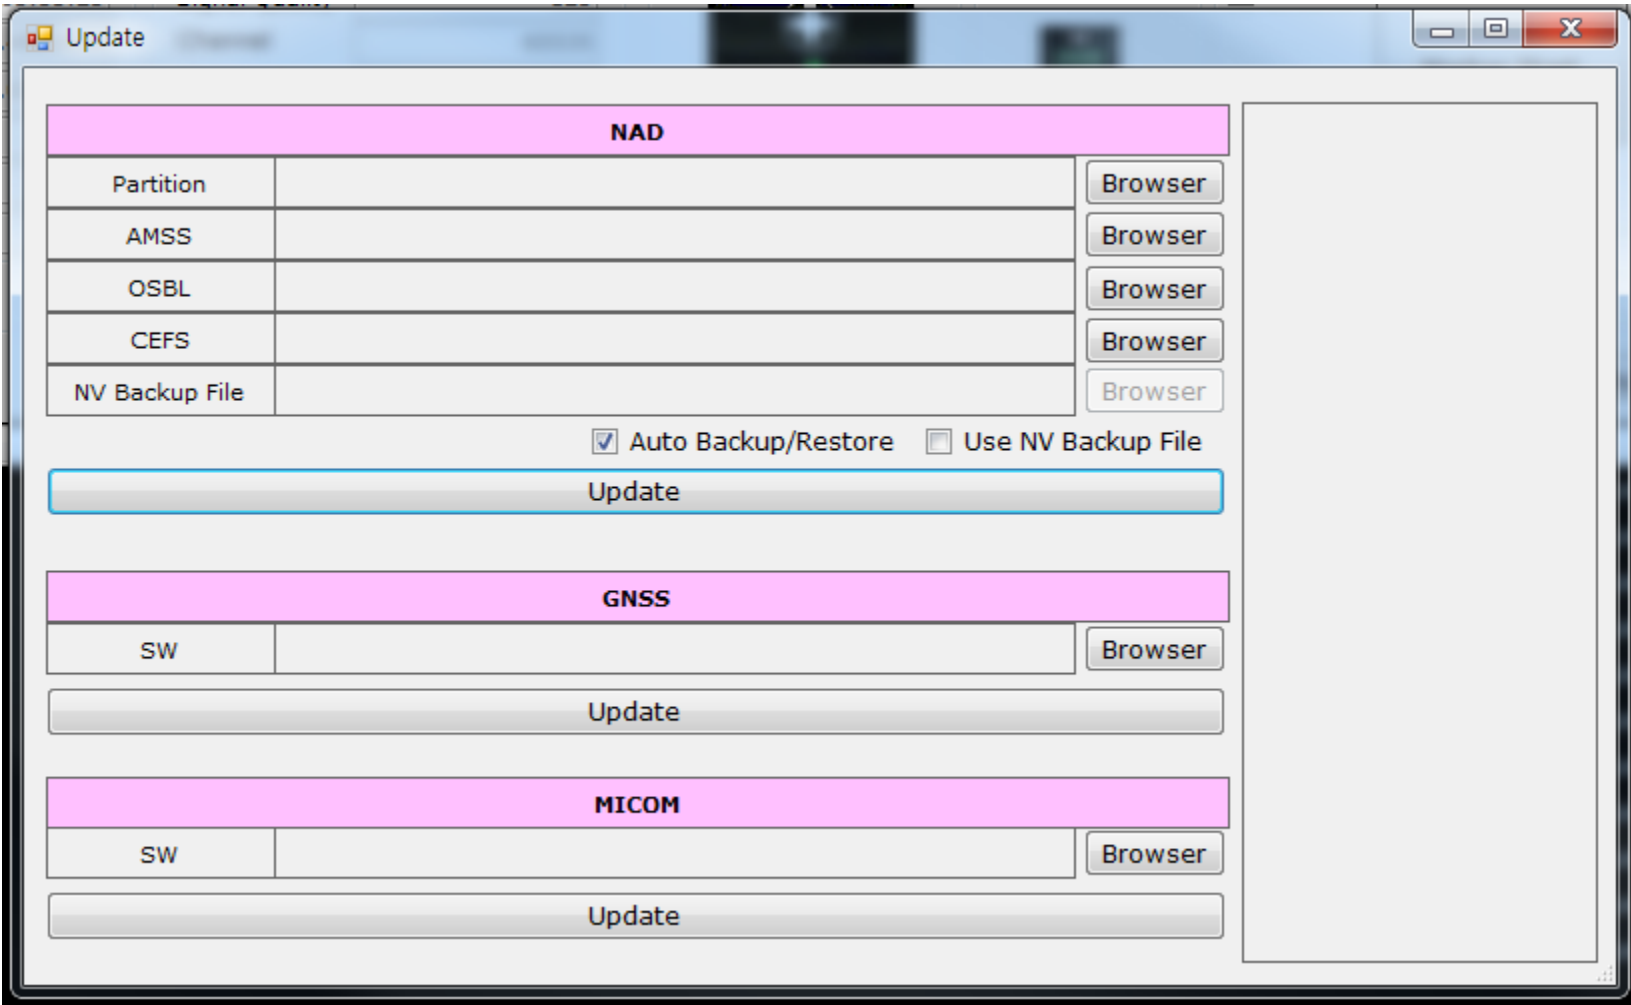 Update
NAD
Partition Browser
AMSS Browser
OSBL Browser
CEFS Browser
NV Backup File Browser
Auto Backup/Restore Use NV Backup File
Update
GNSS
SW Browser
Update
MICOM
SW Browser
Update